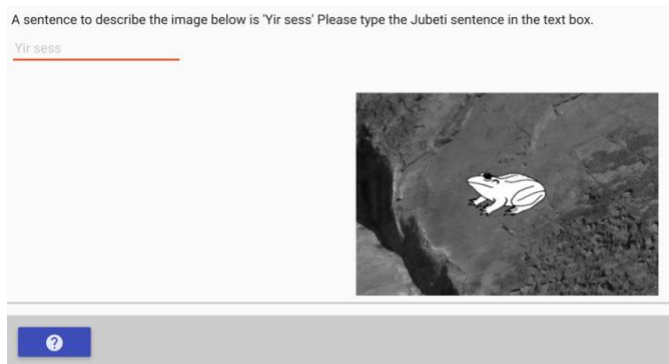 A sentence to describe the image below is 'Yir sess' Please type the Jubeti sentence in the text box.
Yir sess
?